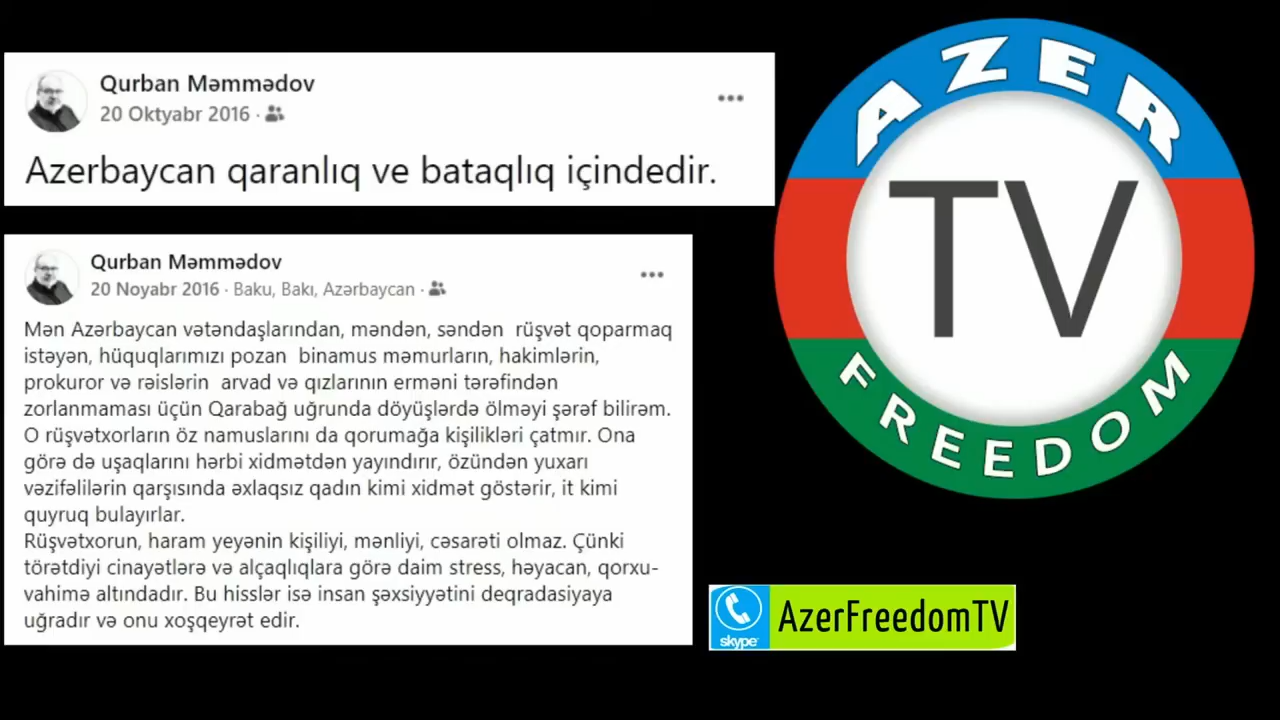 Qurban Məmmədov
20 Oktyabr 2016 ·
Azerbaycan qaranlıq ve bataqlıq içindedir.
Qurban Məmmədov
20 Noyabr 2016 · Baku, Bakı, Azərbaycan ·
Mən Azərbaycan vətəndaşlarından, məndən, səndən rüşvət qoparmaq
istəyən, hüquqlarımızı pozan binamus məmurların, hakimlərin,
prokuror və rəislərin arvad və qızlarının erməni tərəfindən
zorlanmaması üçün Qarabağ uğrunda döyüşlərdə ölməyi şərəf bilirəm.
O rüşvətxorların öz namuslarını da qorumağa kişilikləri çatmır. Ona
görə də uşaqlarını hərbi xidmətdən yayındırır, özündən yuxarı
vəzifəlilərin qarşısında əxlaqsız qadın kimi xidmət göstərir, it kimi
quyruq bulayırlar.
Rüşvətxorun, haram yeyənin kişiliyi, mənliyi, cəsarəti olmaz. Çünki
törətdiyi cinayətlərə və alçaqlıqlara görə daim stress, həyacan, qorxu-
vahimə altındadır. Bu hisslər isə insan şəxsiyyətini deqradasiyaya
uğradır və onu xoşqeyrət edir.
AZER
TV
FREEDOM
skype
AzerFreedomTV